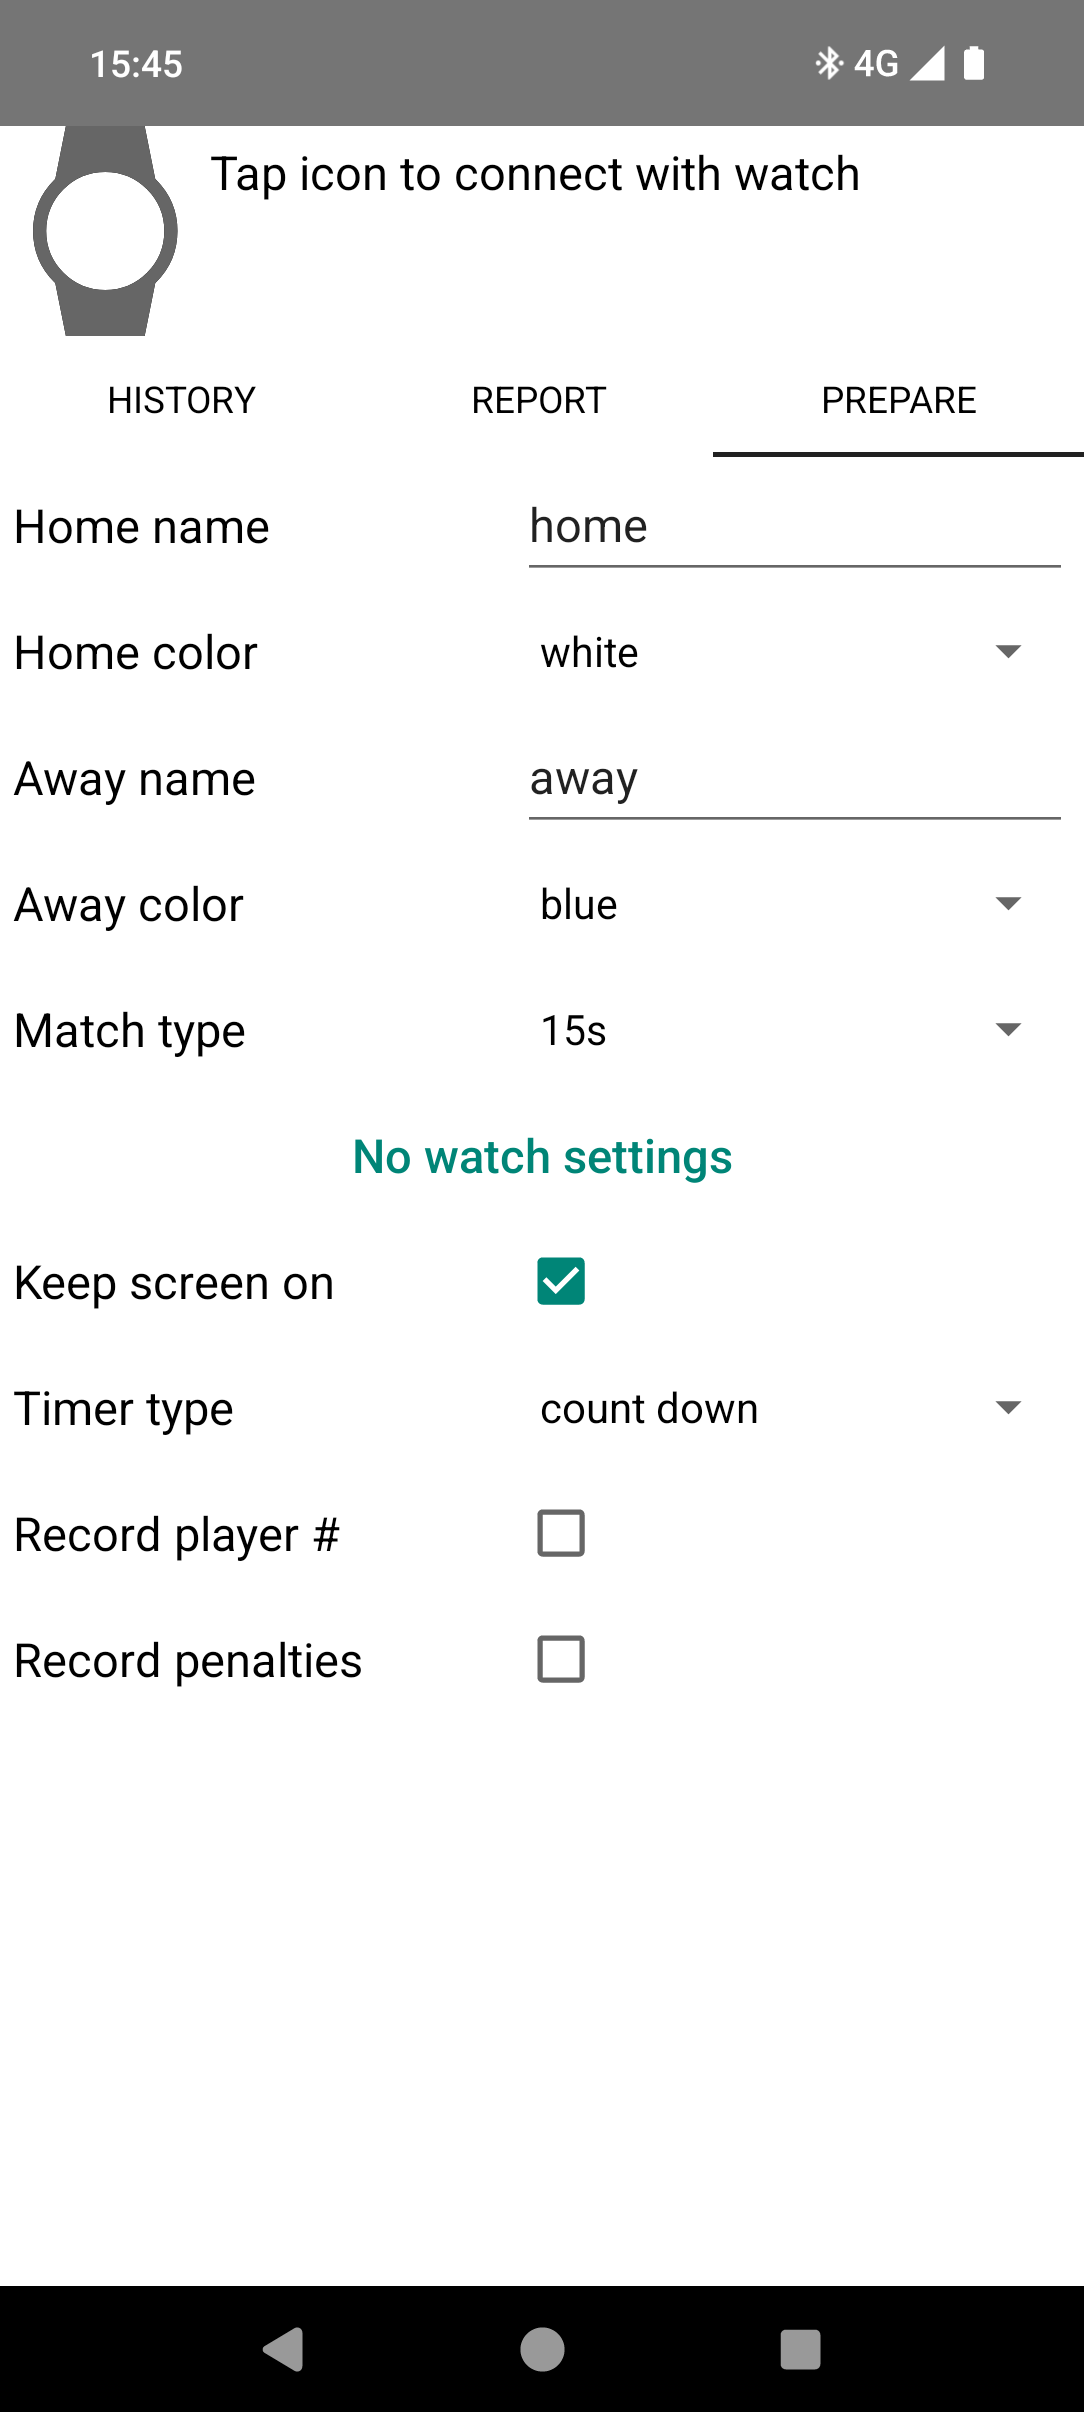 15:45 4G
Tap icon to connect with watch
HISTORY REPORT PREPARE
Home name home
Home color white
Away name away
Away color blue
Match type 15s
No watch settings
Keep screen on
Timer type count down
Record player #
Record penalties